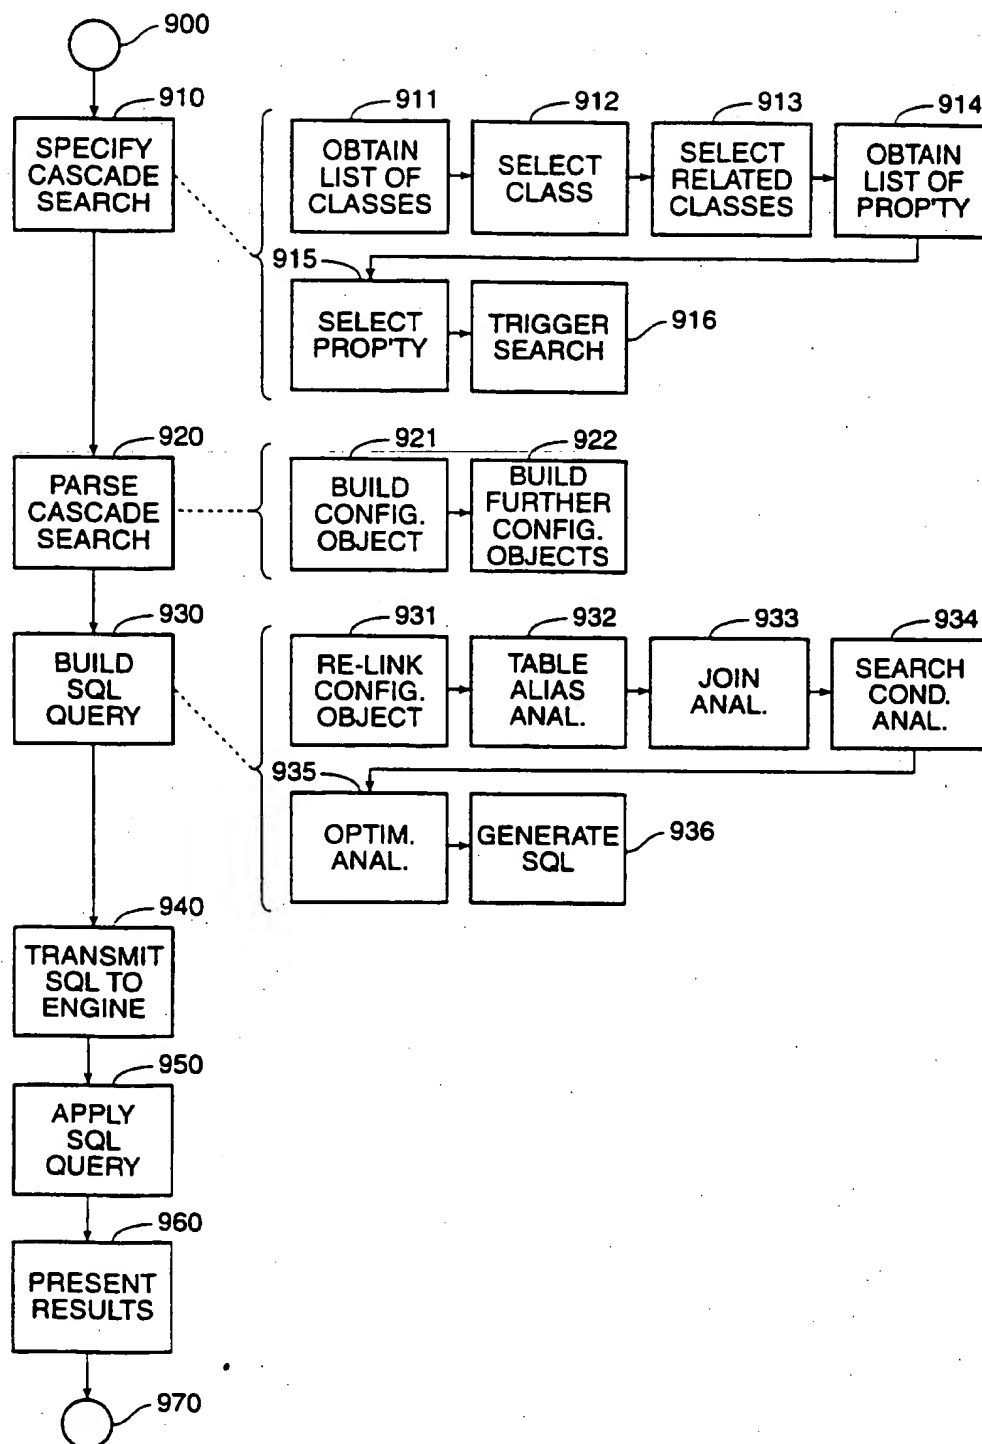 900
910
SPECIFY
CASCADE
SEARCH
911
OBTAIN
LIST OF
CLASSES
912
SELECT
CLASS
913
SELECT
RELATED
CLASSES
914
OBTAIN
LIST OF
PROP'TY
915
SELECT
PROP'TY
TRIGGER
SEARCH
916
920
PARSE
CASCADE
SEARCH
921
BUILD
CONFIG.
OBJECT
922
BUILD
FURTHER
CONFIG.
OBJECTS
930
BUILD
SQL
QUERY
931
RE-LINK
CONFIG.
OBJECT
932
TABLE
ALIAS
ANAL.
933
JOIN
ANAL.
934
SEARCH
COND.
ANAL.
935
OPTIM.
ANAL.
GENERATE
SQL
936
940
TRANSMIT
SQL TO
ENGINE
950
APPLY
SQL
QUERY
960
PRESENT
RESULTS
970